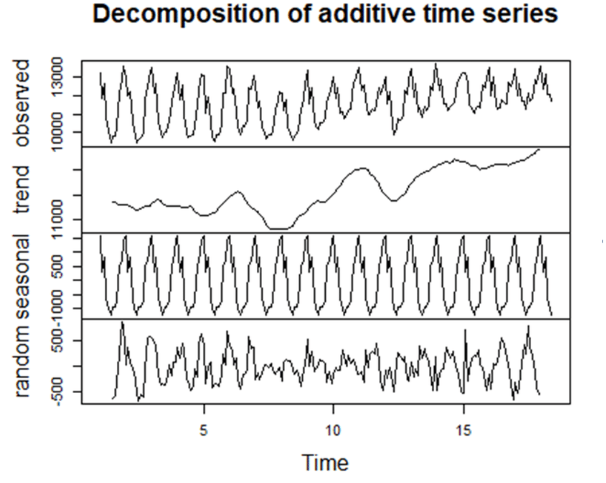 Decomposition of additive time series
observed
13000
10000
trend
11000
seasonal
500
-1000
random
500
-500
5 10 15
Time